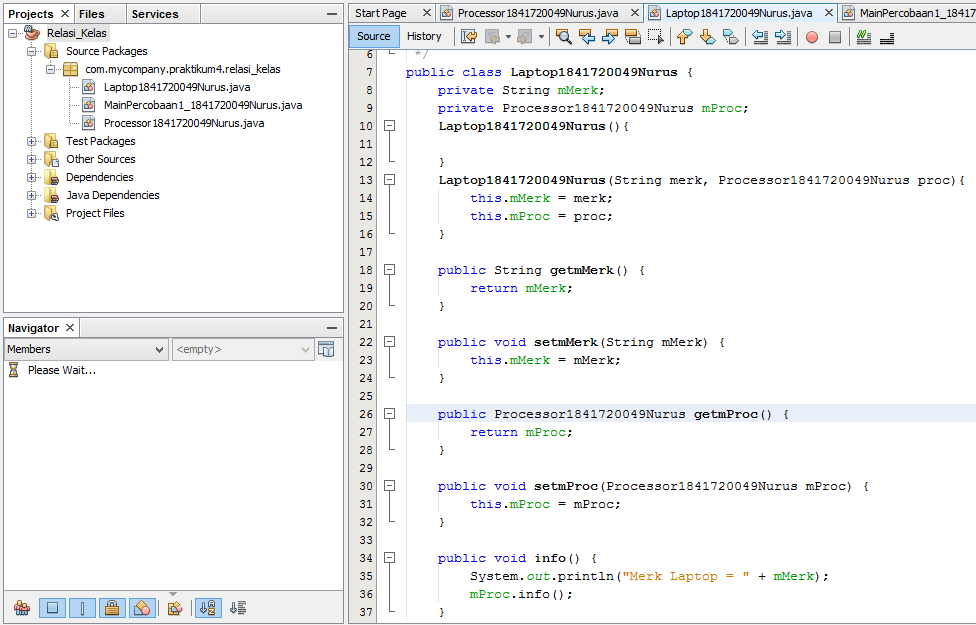 Projects Files Services
Relasi_Kelas
Source Packages
com.mycompany.praktikum4.relasi_kelas
Laptop1841720049Nurus.java
MainPercobaan1_1841720049Nurus.java
Processor1841720049Nurus.java
Test Packages
Other Sources
Dependencies
Java Dependencies
Project Files
Navigator
Members <empty>
Please Wait...
Start Page Processor1841720049Nurus.java Laptop1841720049Nurus.java MainPercobaan1_18417
Source History
6 */
7 public class Laptop1841720049Nurus {
8 private String mMerk;
9 private Processor1841720049Nurus mProc;
10 Laptop1841720049Nurus(){
11
12 }
13 Laptop1841720049Nurus(String merk, Processor1841720049Nurus proc){
14 this.mMerk = merk;
15 this.mProc = proc;
16 }
17
18 public String getmMerk() {
19 return mMerk;
20 }
21
22 public void setmMerk(String mMerk) {
23 this.mMerk = mMerk;
24 }
25
26 public Processor1841720049Nurus getmProc() {
27 return mProc;
28 }
29
30 public void setmProc(Processor1841720049Nurus mProc) {
31 this.mProc = mProc;
32 }
33
34 public void info() {
35 System.out.println("Merk Laptop = " + mMerk);
36 mProc.info();
37 }